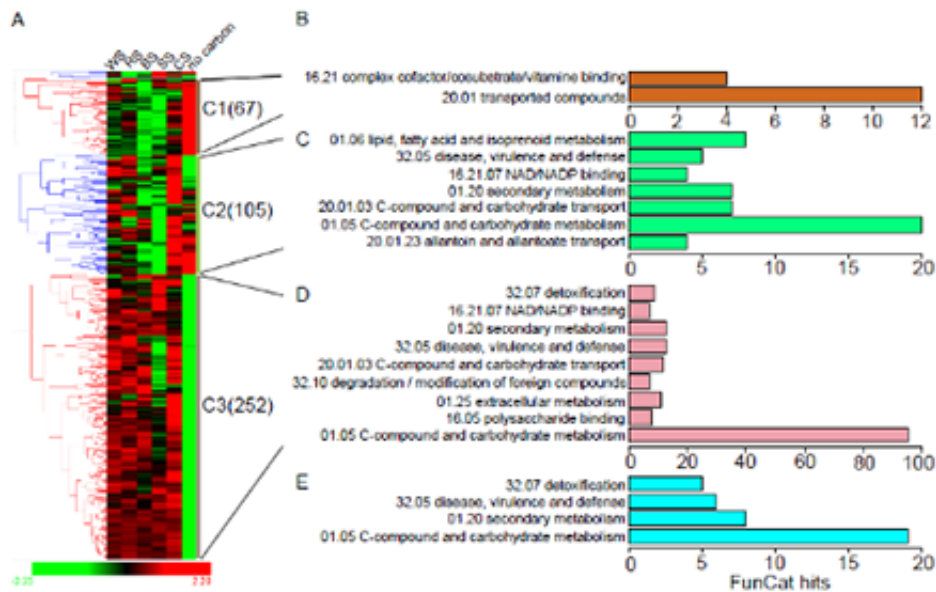 A
WS
RS
BS
SS
CS
no carbon
C1(67)
C2(105)
C3(252)
2.28
B
16.21 complex cofactor/cosubstrate/vitamine binding
20.01 transported compounds
0 2 4 6 8 10 12
C
01.06 lipid, fatty acid and isoprenoid metabolism
32.05 disease, virulence and defense
16.21.07 NAD/NADP binding
01.20 secondary metabolism
20.01.03 C-compound and carbohydrate transport
01.05 C-compound and carbohydrate metabolism
20.01.23 allantoin and allantoate transport
0 5 10 15 20
D
32.07 detoxification
16.21.07 NAD/NADP binding
01.20 secondary metabolism
32.05 disease, virulence and defense
20.01.03 C-compound and carbohydrate transport
32.10 degradation / modification of foreign compounds
01.25 extracellular metabolism
16.05 polysaccharide binding
01.05 C-compound and carbohydrate metabolism
0 20 40 60 80 100
E
32.07 detoxification
32.05 disease, virulence and defense
01.20 secondary metabolism
01.05 C-compound and carbohydrate metabolism
0 5 10 15 20
FunCat hits